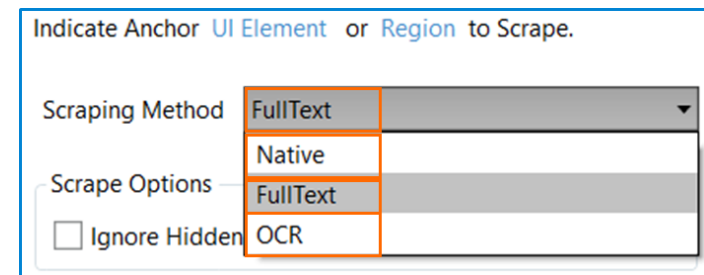 Indicate Anchor UI Element or Region to Scrape.
Scraping Method FullText
Native
Scrape Options FullText
Ignore Hidden OCR